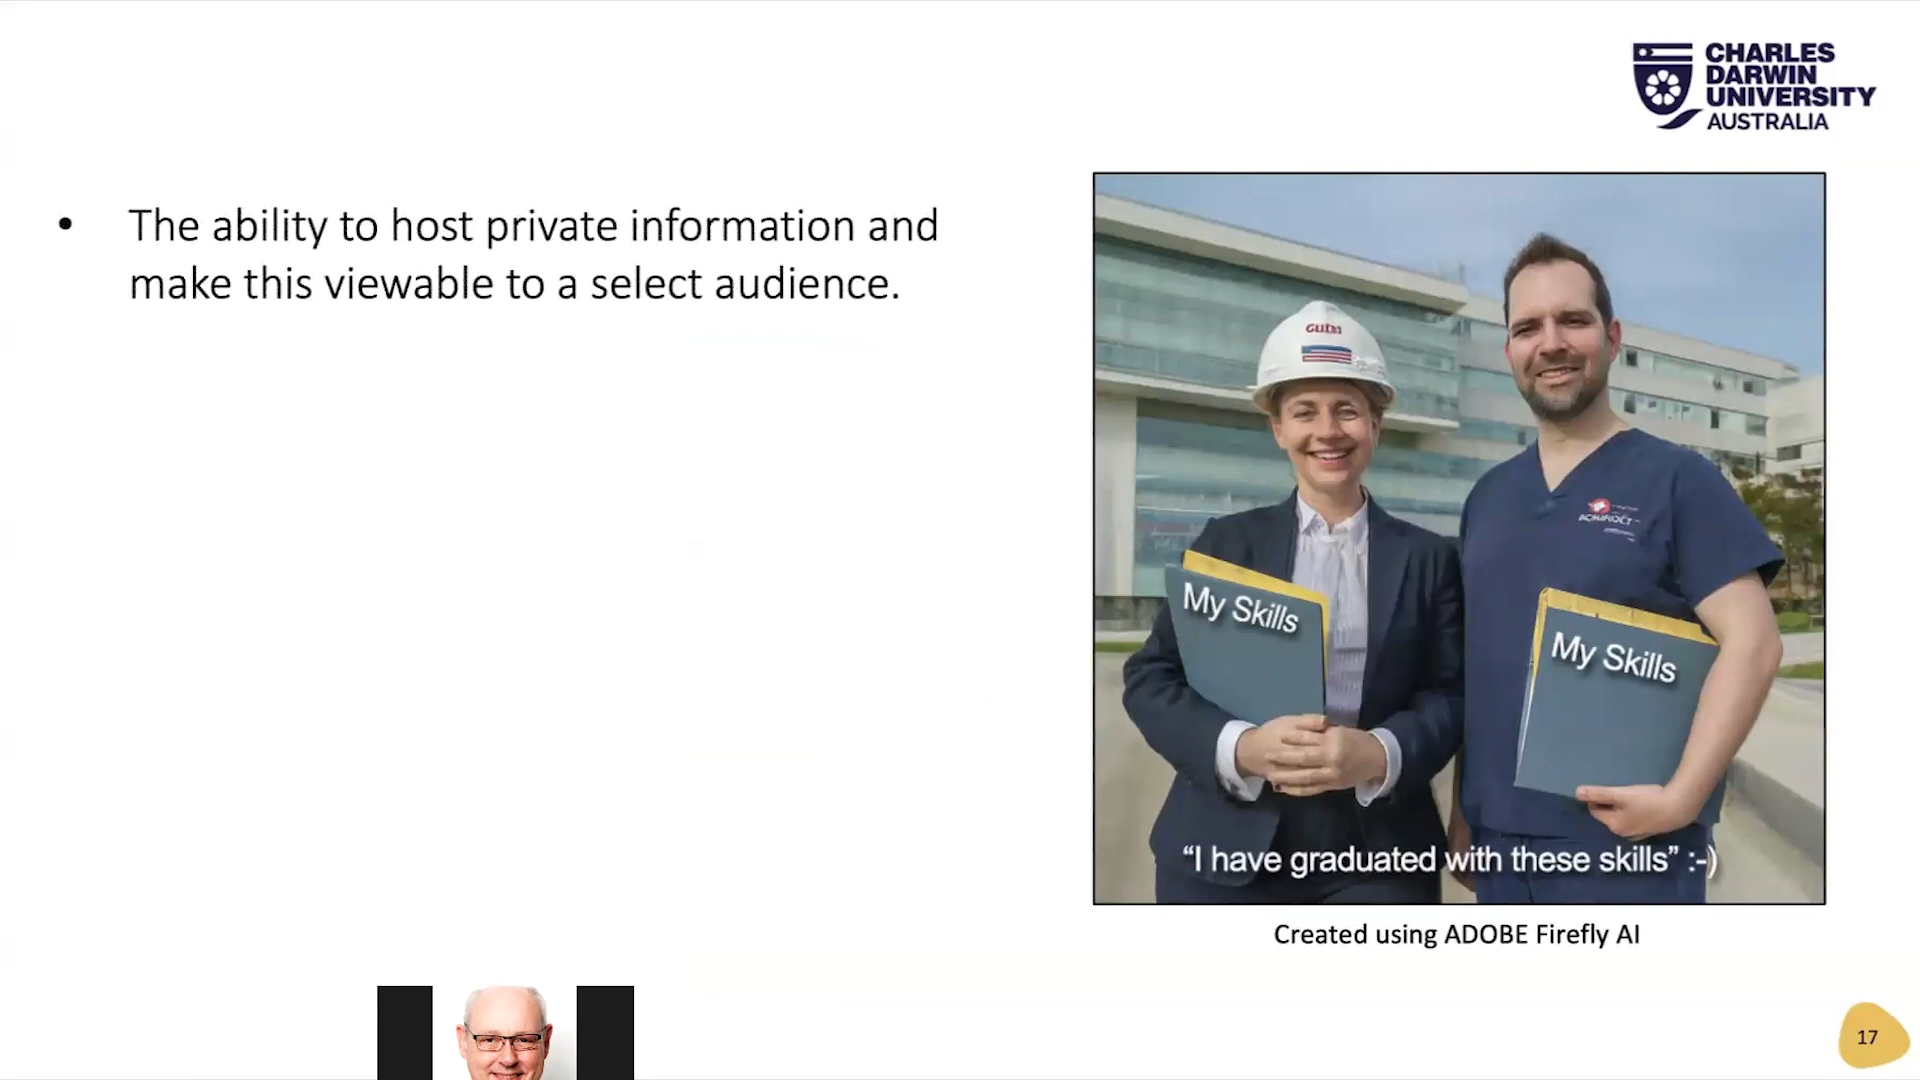 CHARLES
DARWIN
UNIVERSITY
AUSTRALIA
• The ability to host private information and
make this viewable to a select audience.
My Skills
My Skills
“I have graduated with these skills” :-)
Created using ADOBE Firefly AI
17